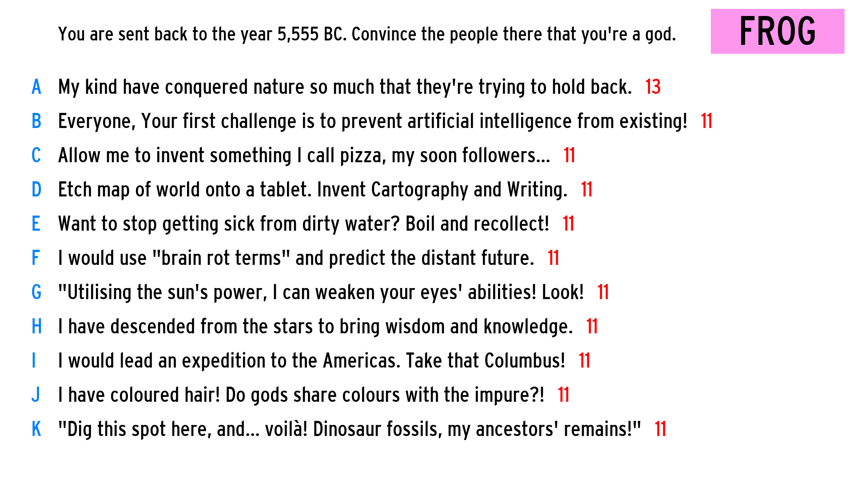 You are sent back to the year 5,555 BC. Convince the people there that you're a god.
FROG
A My kind have conquered nature so much that they're trying to hold back. 13
B Everyone, Your first challenge is to prevent artificial intelligence from existing! 11
C Allow me to invent something I call pizza, my soon followers... 11
D Etch map of world onto a tablet. Invent Cartography and Writing. 11
E Want to stop getting sick from dirty water? Boil and recollect! 11
F I would use "brain rot terms" and predict the distant future. 11
G "Utilising the sun's power, I can weaken your eyes' abilities! Look! 11
H I have descended from the stars to bring wisdom and knowledge. 11
I I would lead an expedition to the Americas. Take that Columbus! 11
J I have coloured hair! Do gods share colours with the impure?! 11
K "Dig this spot here, and... voilà! Dinosaur fossils, my ancestors' remains!" 11